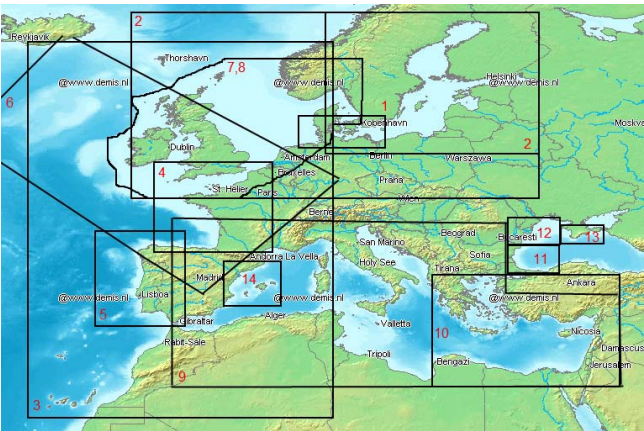 2
Reykjavik
Thorshavn
7,8
@www.demis.nl
@www.demis.nl
Helsinki
@www.demis.nl
6
1
København
Moskva
Dublin
2
Amsterdam
Berlin
Warszawa
4
Bruxelles
Praha
St. Helier
Paris
Wien
Berne
Beograd
Bucaresti
12
13
San Marino
Andorra La Vella
Holy See
Sofia
11
Tirana
Madrid
14
Ankara
Lisboa
@www.demis.nl
@www.demis.nl
@www.demis.nl
5
Gibraltar
Alger
Valletta
10
Nicosia
Rabit-Sale
Tripoli
Bengazi
Damascus
Jerusalem
9
3